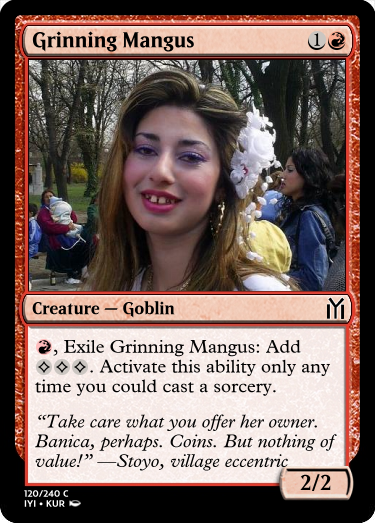 Grinning Mangus 1
Creature — Goblin
, Exile Grinning Mangus: Add
. Activate this ability only any
time you could cast a sorcery.
“Take care what you offer her owner.
Banica, perhaps. Coins. But nothing of
value!” —Stoyo, village eccentric
2/2
120/240 C
IYI • KUR